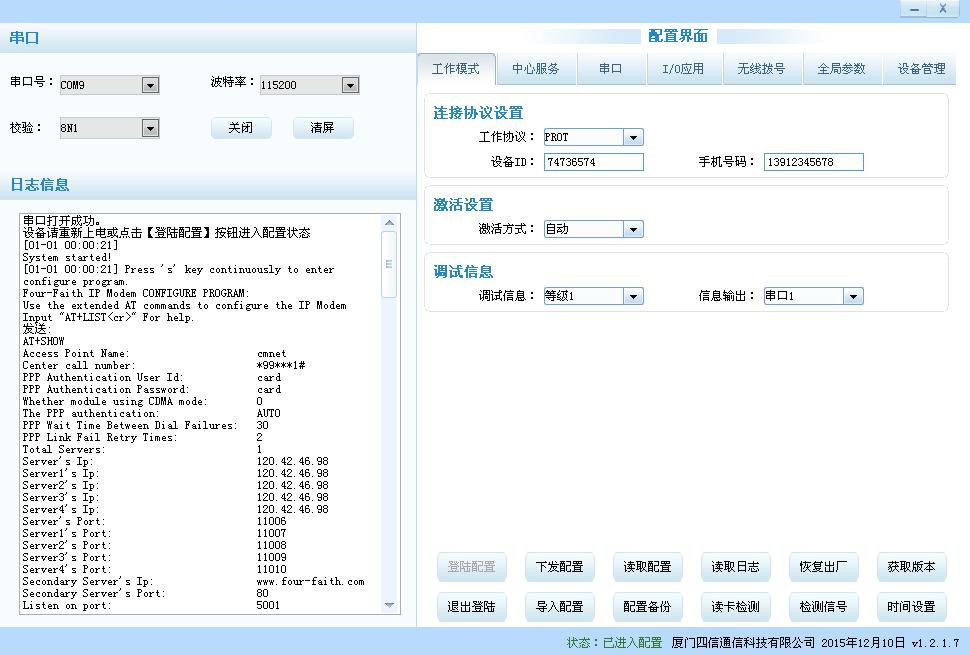 串口
串口号： COM9 波特率： 115200
校验： 8N1 关闭 清屏
日志信息
串口打开成功。
设备请重新上电或点击【登陆配置】按钮进入配置状态
[01-01 00:00:21]
System started!
[01-01 00:00:21] Press 's' key continuously to enter
configure program.
Four-Faith IP Modem CONFIGURE PROGRAM:
Use the extended AT commands to configure the IP Modem
Input "AT+LIST<cr>" For help.
发送:
AT+SHOW
Access Point Name: cmnet
Center call number: *99***1#
PPP Authentication User Id: card
PPP Authentication Password: card
Whether module using CDMA mode: 0
The PPP authentication: AUTO
PPP Wait Time Between Dial Failures: 30
PPP Link Fail Retry Times: 2
Total Servers: 1
Server's Ip: 120.42.46.98
Server1's Ip: 120.42.46.98
Server2's Ip: 120.42.46.98
Server3's Ip: 120.42.46.98
Server4's Ip: 120.42.46.98
Server's Port: 11006
Server1's Port: 11007
Server2's Port: 11008
Server3's Port: 11009
Server4's Port: 11010
Secondary Server's Ip: www.four-faith.com
Secondary Server's Port: 80
Listen on port: 5001
配置界面
工作模式 中心服务 串口 I/O应用 无线拨号 全局参数 设备管理
连接协议设置
工作协议： PROT
设备ID： 74736574 手机号码： 13912345678
激活设置
激活方式： 自动
调试信息
调试信息： 等级1 信息输出： 串口1
登陆配置 下发配置 读取配置 读取日志 恢复出厂 获取版本
退出登陆 导入配置 配置备份 读卡检测 检测信号 时间设置
状态：已进入配置 厦门四信通信科技有限公司 2015年12月10日 v1.2.1.7